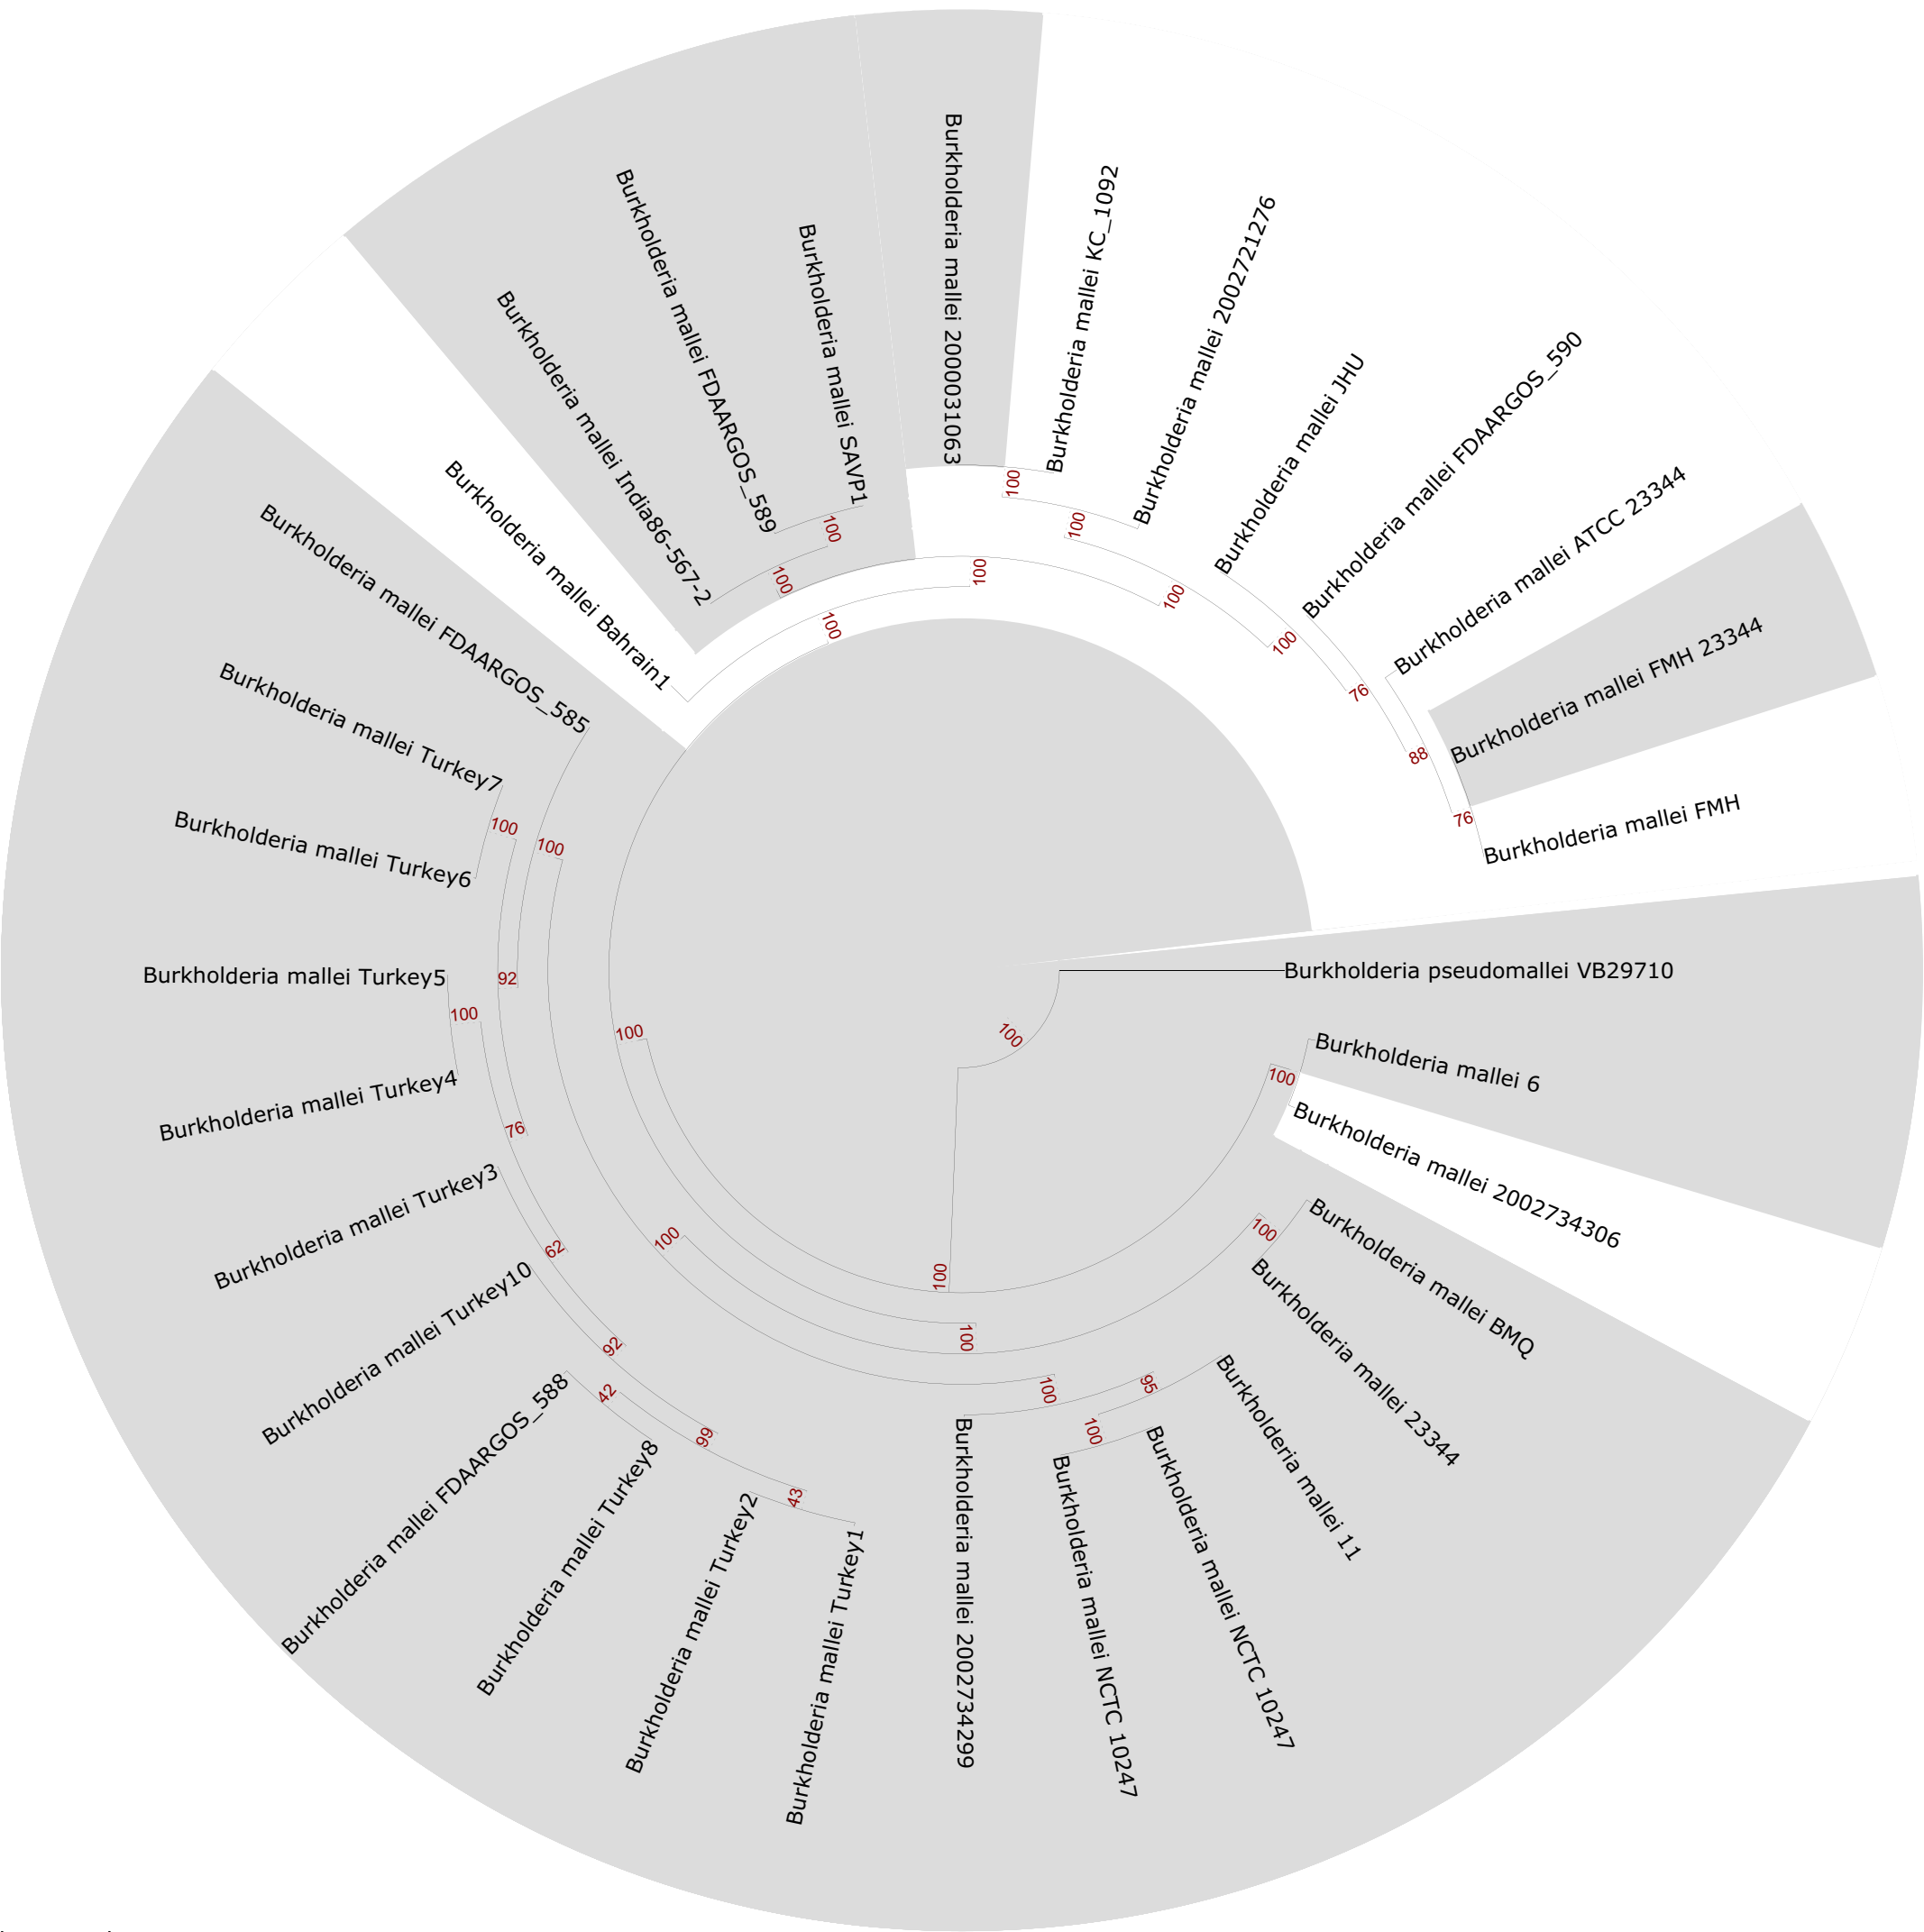 Burkholderia mallei 2000031063
Burkholderia mallei KC_1092
Burkholderia mallei 2002721276
Burkholderia mallei JHU
Burkholderia mallei FDAARGOS_590
Burkholderia mallei ATCC 23344
Burkholderia mallei FMH 23344
Burkholderia mallei FMH
Burkholderia pseudomallei VB29710
Burkholderia mallei 6
Burkholderia mallei 2002734306
Burkholderia mallei BMQ
Burkholderia mallei 23344
Burkholderia mallei 11
Burkholderia mallei NCTC 10247
Burkholderia mallei NCTC 10247
Burkholderia mallei 2002734299
Burkholderia mallei Turkey1
Burkholderia mallei Turkey2
Burkholderia mallei Turkey8
Burkholderia mallei FDAARGOS_588
Burkholderia mallei Turkey10
Burkholderia mallei Turkey3
Burkholderia mallei Turkey4
Burkholderia mallei Turkey5
Burkholderia mallei Turkey6
Burkholderia mallei Turkey7
Burkholderia mallei FDAARGOS_585
Burkholderia mallei Bahrain1
Burkholderia mallei India86-567-2
Burkholderia mallei FDAARGOS_589
Burkholderia mallei SAVP1
100
100
100
100
76
88
76
100
100
100
100
100
100
100
100
95
100
100
100
100
43
99
42
92
62
76
100
92
100
100
100
100